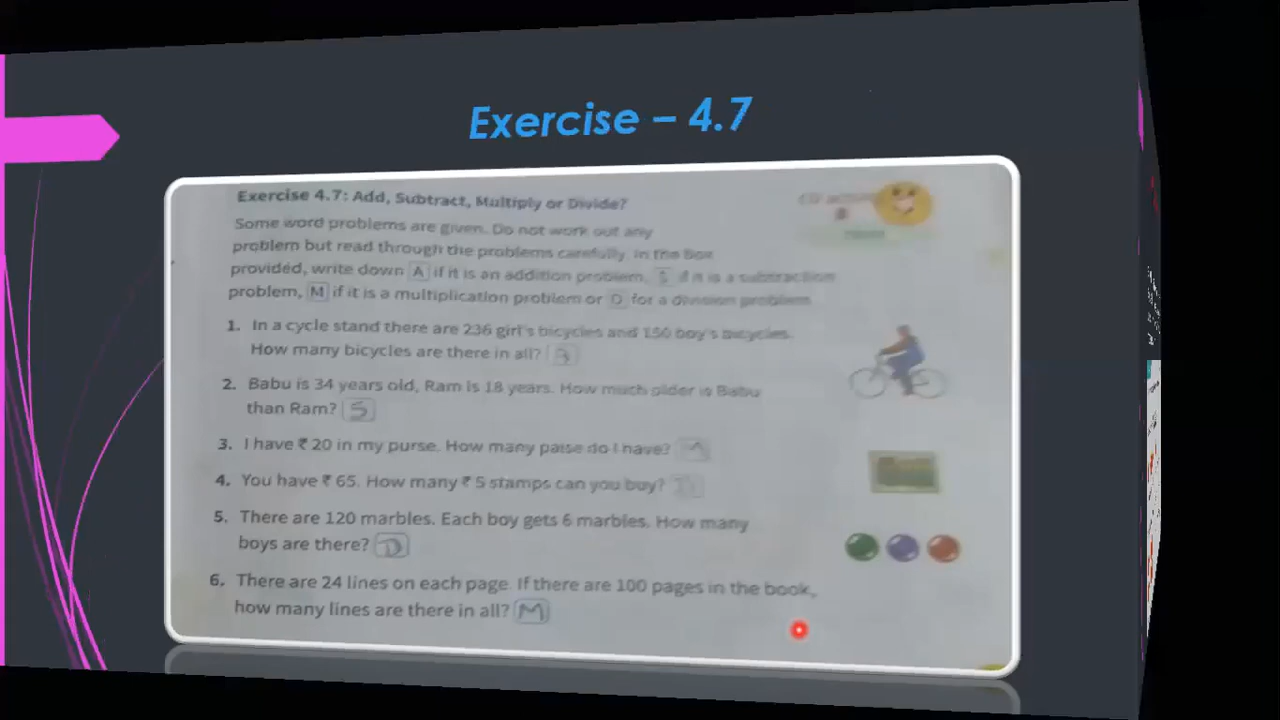 Exercise – 4.7
Exercise 4.7: Add, Subtract, Multiply or Divide?
Some word problems are given. Do not work out any
problem but read through the problems carefully. In the box
provided, write down A if it is an addition problem, S if it is a subtraction
problem, M if it is a multiplication problem or D for a division problem.
1. In a cycle stand there are 236 girl's bicycles and 150 boy's bicycles.
How many bicycles are there in all?
2. Babu is 34 years old, Ram is 18 years. How much older is Babu
than Ram? S
3. I have ₹ 20 in my purse. How many paise do I have?
4. You have ₹ 65. How many ₹ 5 stamps can you buy?
5. There are 120 marbles. Each boy gets 6 marbles. How many
boys are there? D
6. There are 24 lines on each page. If there are 100 pages in the book,
how many lines are there in all? M